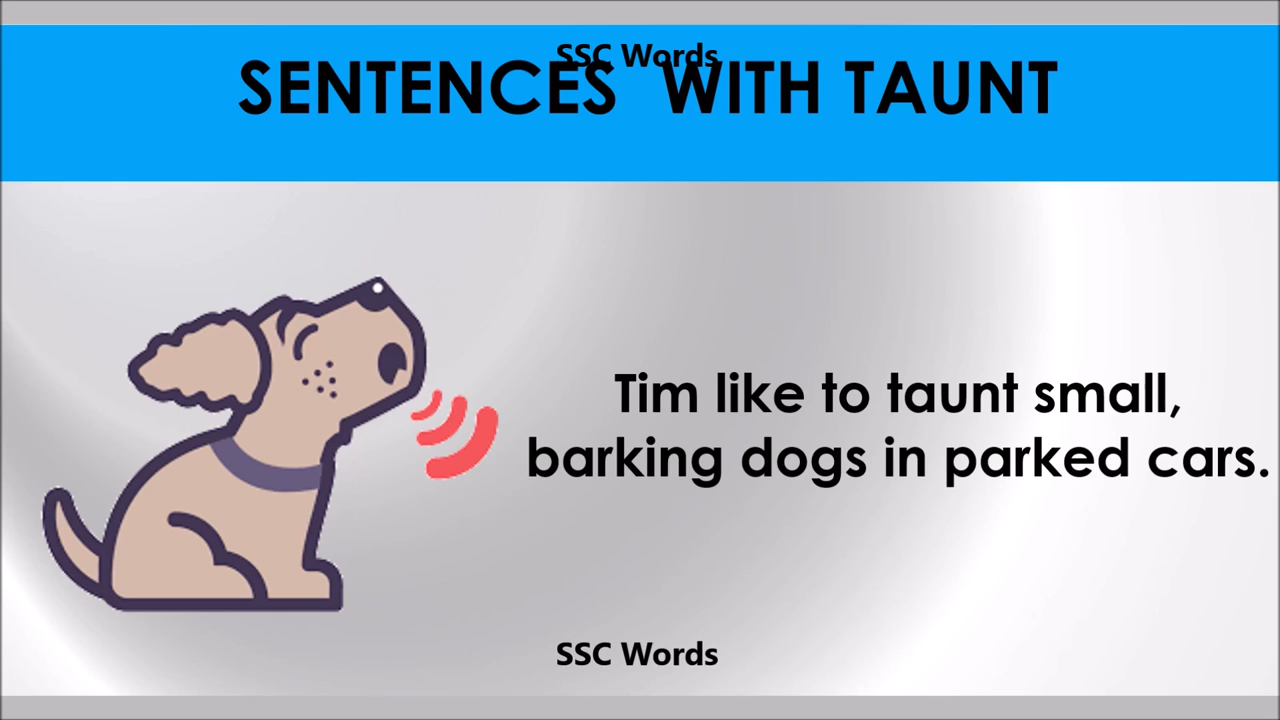 SSC Words
SENTENCES WITH TAUNT
Tim like to taunt small,
barking dogs in parked cars.
SSC Words